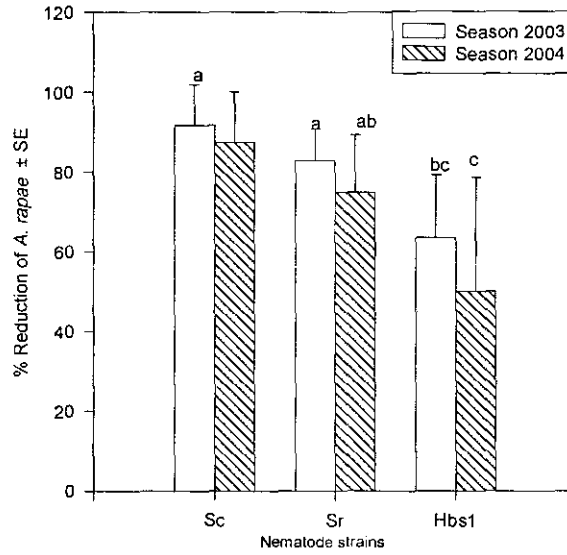 Season 2003
Season 2004
120
100
80
60
40
20
0
% Reduction of A. rapae ± SE
a
a
ab
bc
c
Sc
Sr
Hbs1
Nematode strains